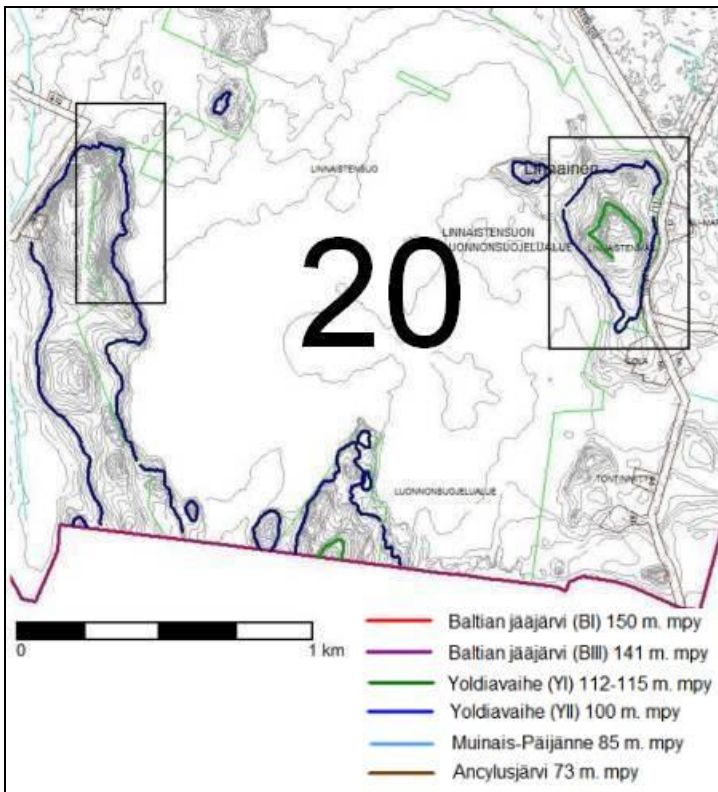 LINNAISTENSUO
Linnainen
LINNAISTENSUON
LUONNONSUOJELUALUE
20
LUONNONSUOJELUALUE
TONTINNIITTY
0
1 km
Baltian jääjärvi (BI) 150 m. mpy
Baltian jääjärvi (BIII) 141 m. mpy
Yoldiavaihe (YI) 112-115 m. mpy
Yoldiavaihe (YII) 100 m. mpy
Muinais-Päijänne 85 m. mpy
Ancylusjärvi 73 m. mpy